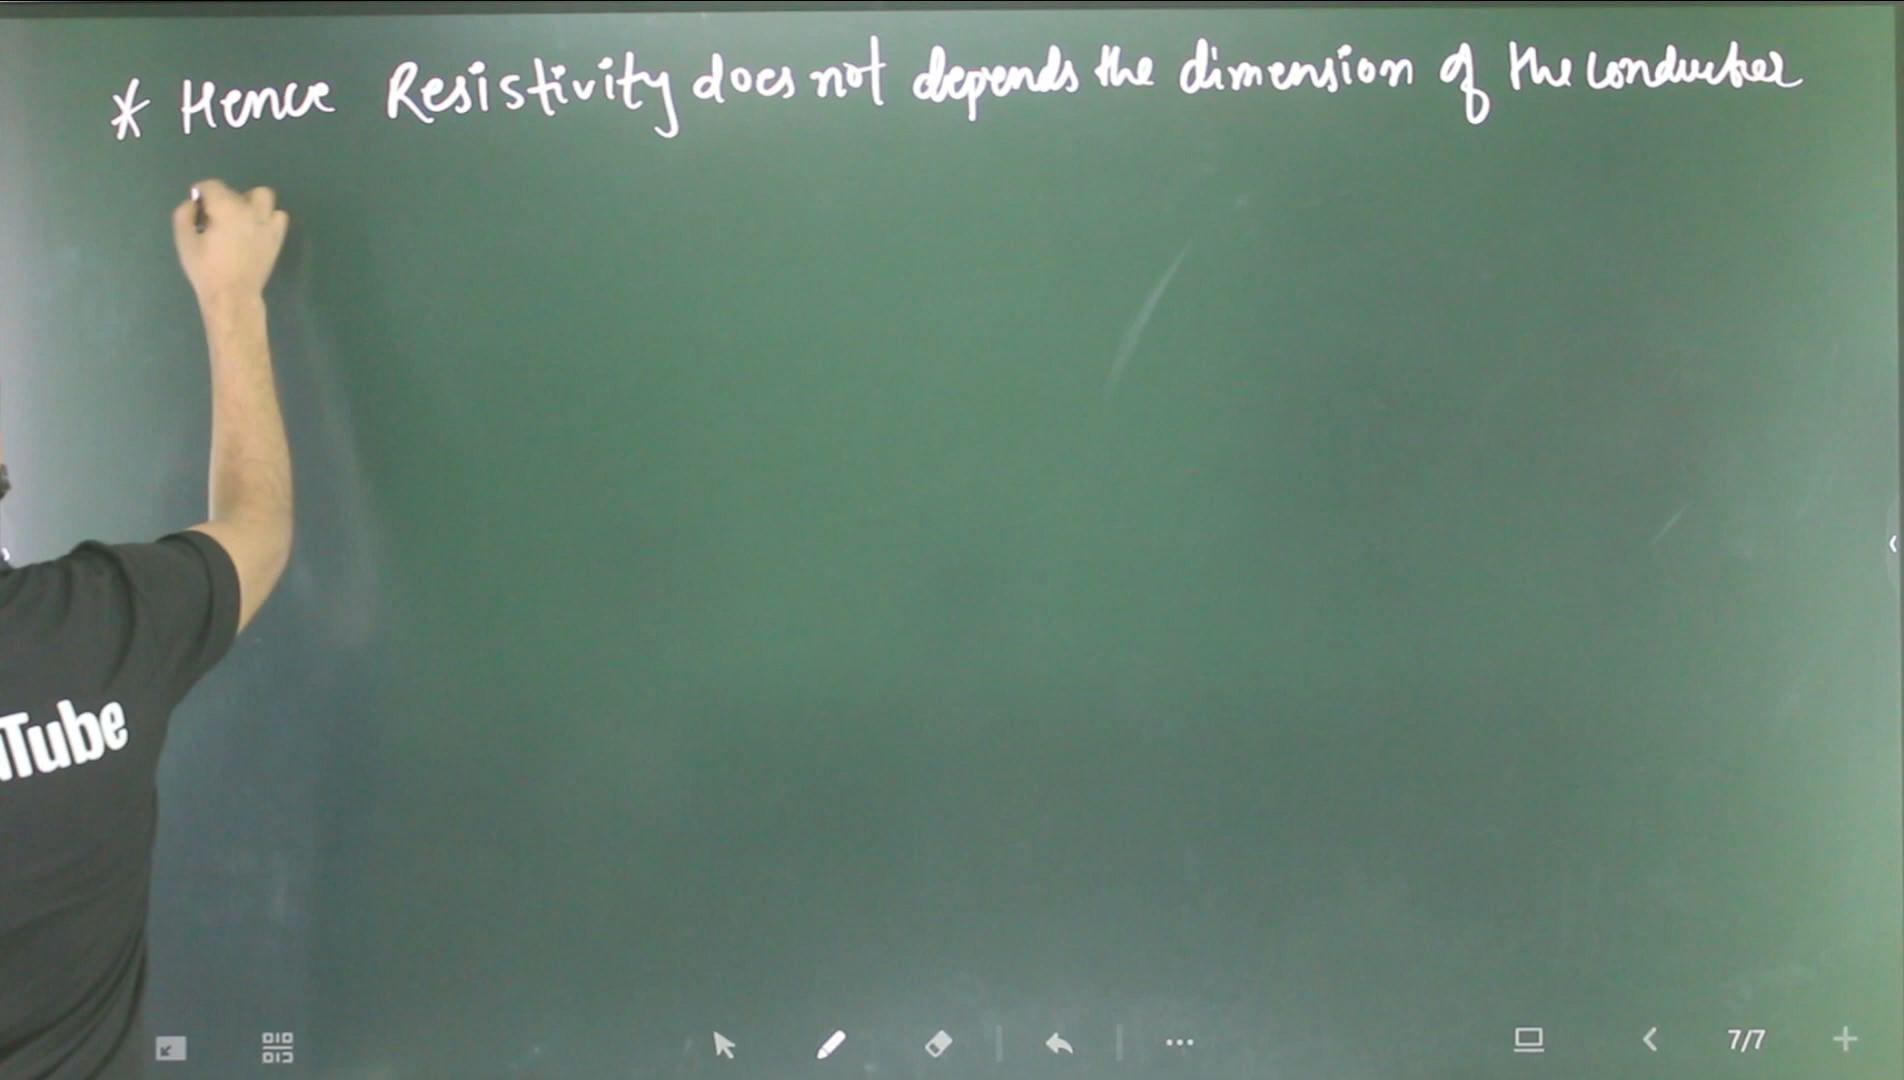 * Hence Resistivity does not depends the dimension of the conductor
Tube
7/7